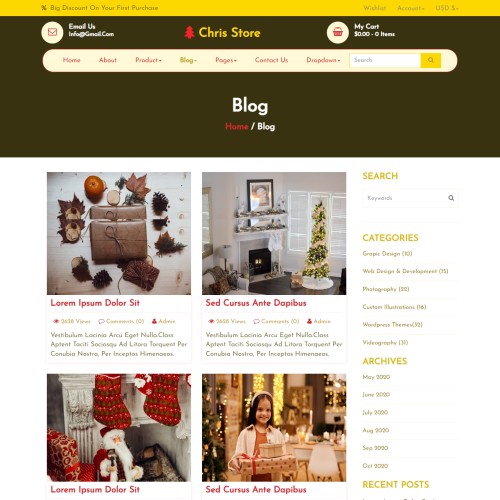 % Big Discount On Your First Purchase
Wishlist Account USD $
Email Us
Info@Gmail.Com
Chris Store
My Cart
$0.00 - 0 Items
Home About Product Blog Pages Contact Us Dropdown Search
Blog
Home / Blog
Lorem Ipsum Dolor Sit
2628 Views Comments (0) Admin
Vestibulum Lacinia Arcu Eget Nulla.Class
Aptent Taciti Sociosqu Ad Litora Torquent Per
Conubia Nostra, Per Inceptos Himenaeos.
Sed Cursus Ante Dapibus
2628 Views Comments (0) Admin
Vestibulum Lacinia Arcu Eget Nulla.Class
Aptent Taciti Sociosqu Ad Litora Torquent Per
Conubia Nostra, Per Inceptos Himenaeos.
Lorem Ipsum Dolor Sit
Sed Cursus Ante Dapibus
SEARCH
Keywords
CATEGORIES
Grapic Design (10)
Web Design & Development (15)
Photography (22)
Custom Illustrations (16)
Wordpress Themes(32)
Videography (31)
ARCHIVES
May 2020
June 2020
July 2020
Aug 2020
Sep 2020
Oct 2020
RECENT POSTS